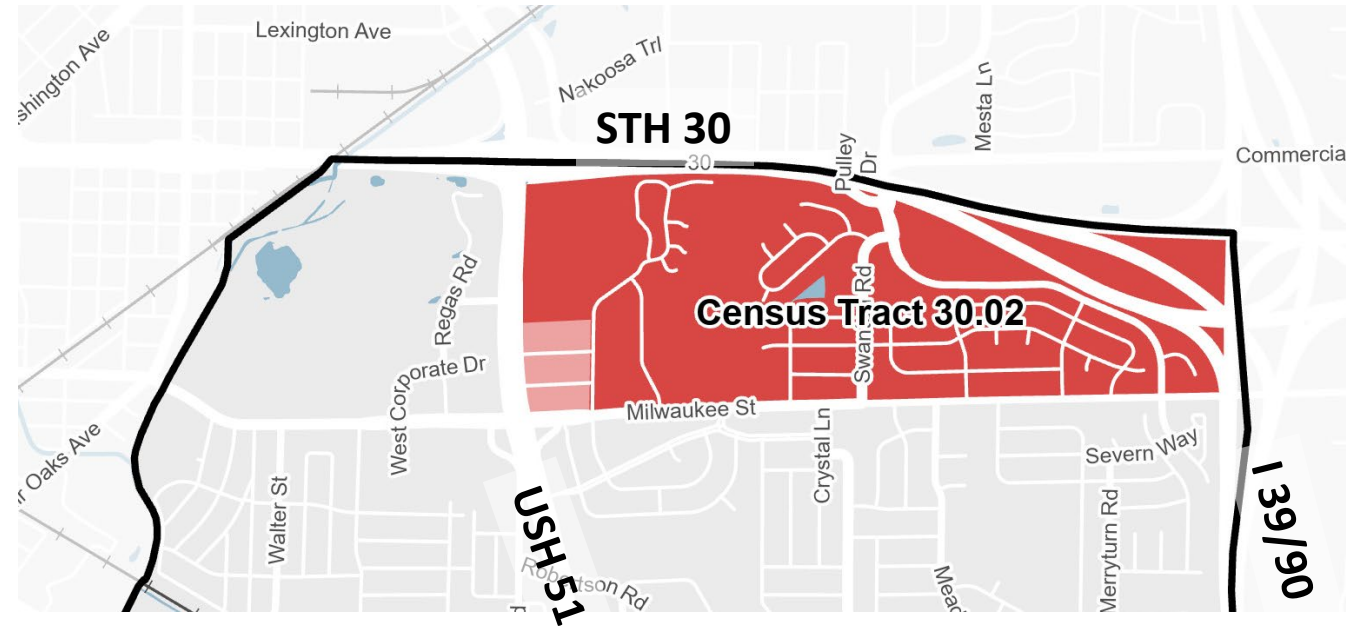 Lexington Ave
shington Ave
Nakoosa Trl
Mesta Ln
STH 30
30
Pulley
Dr
Commercia
Regas Rd
Census Tract 30.02
Swan Rd
West Corporate Dr
Milwaukee St
r Oaks Ave
Walter St
Crystal Ln
Severn Way
USH 51
I 39/90
Merryturn Rd
Robertson Rd
Meac